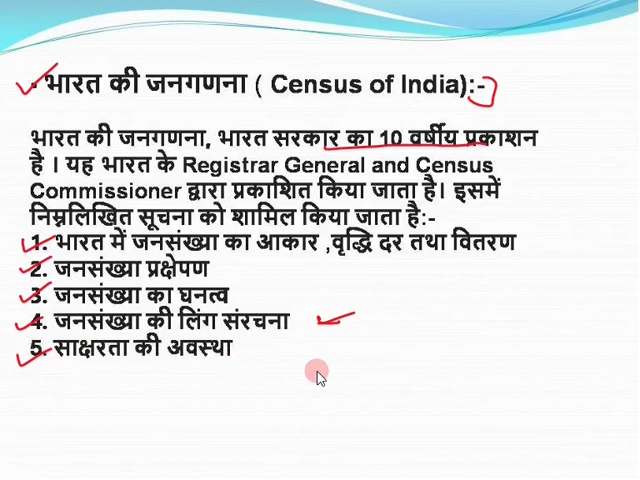 · भारत की जनगणना ( Census of India):-
भारत की जनगणना, भारत सरकार का 10 वर्षीय प्रकाशन
है । यह भारत के Registrar General and Census
Commissioner द्वारा प्रकाशित किया जाता है। इसमें
निम्नलिखित सूचना को शामिल किया जाता है:-
1. भारत में जनसंख्या का आकार ,वृद्धि दर तथा वितरण
2. जनसंख्या प्रक्षेपण
3. जनसंख्या का घनत्व
4. जनसंख्या की लिंग संरचना
5. साक्षरता की अवस्था